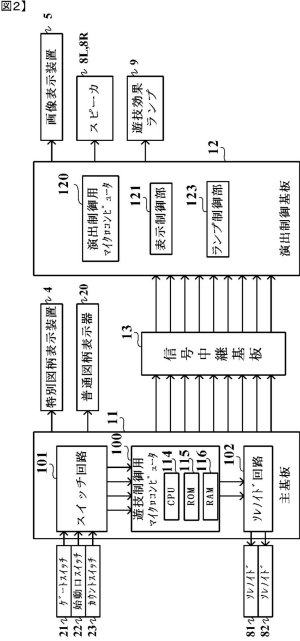 【図2】
5
画像表示装置
8L,8R
スピーカ
9
遊技効果
ランプ
12
120
演出制御用
マイクロコンピュータ
121
表示制御部
123
ランプ制御部
演出制御基板
4
特別図柄表示装置
20
普通図柄表示器
13
信号中継基板
11
101
スイッチ回路
100
遊技制御用
マイクロコンピュータ
114
CPU
115
ROM
116
RAM
102
ソレノイド回路
主基板
21
ゲートスイッチ
22
始動口スイッチ
23
カウントスイッチ
81
ソレノイド
82
ソレノイド